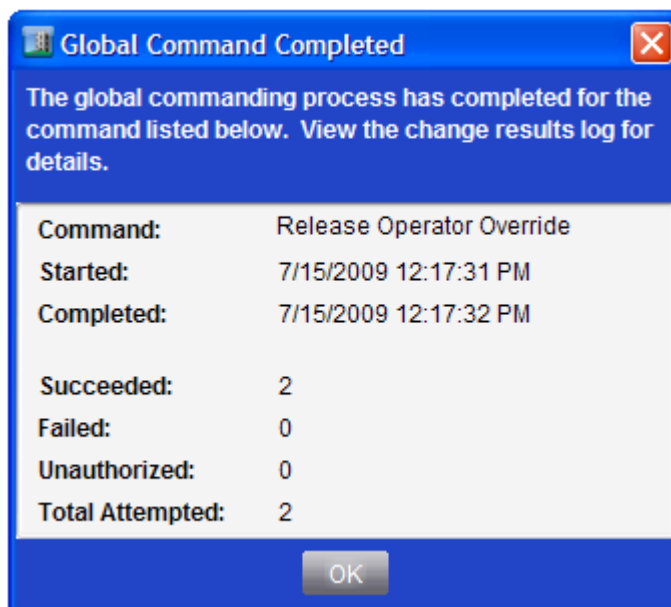 Global Command Completed
The global commanding process has completed for the
command listed below.  View the change results log for
details.
Command: Release Operator Override
Started: 7/15/2009 12:17:31 PM
Completed: 7/15/2009 12:17:32 PM
Succeeded: 2
Failed: 0
Unauthorized: 0
Total Attempted: 2
OK